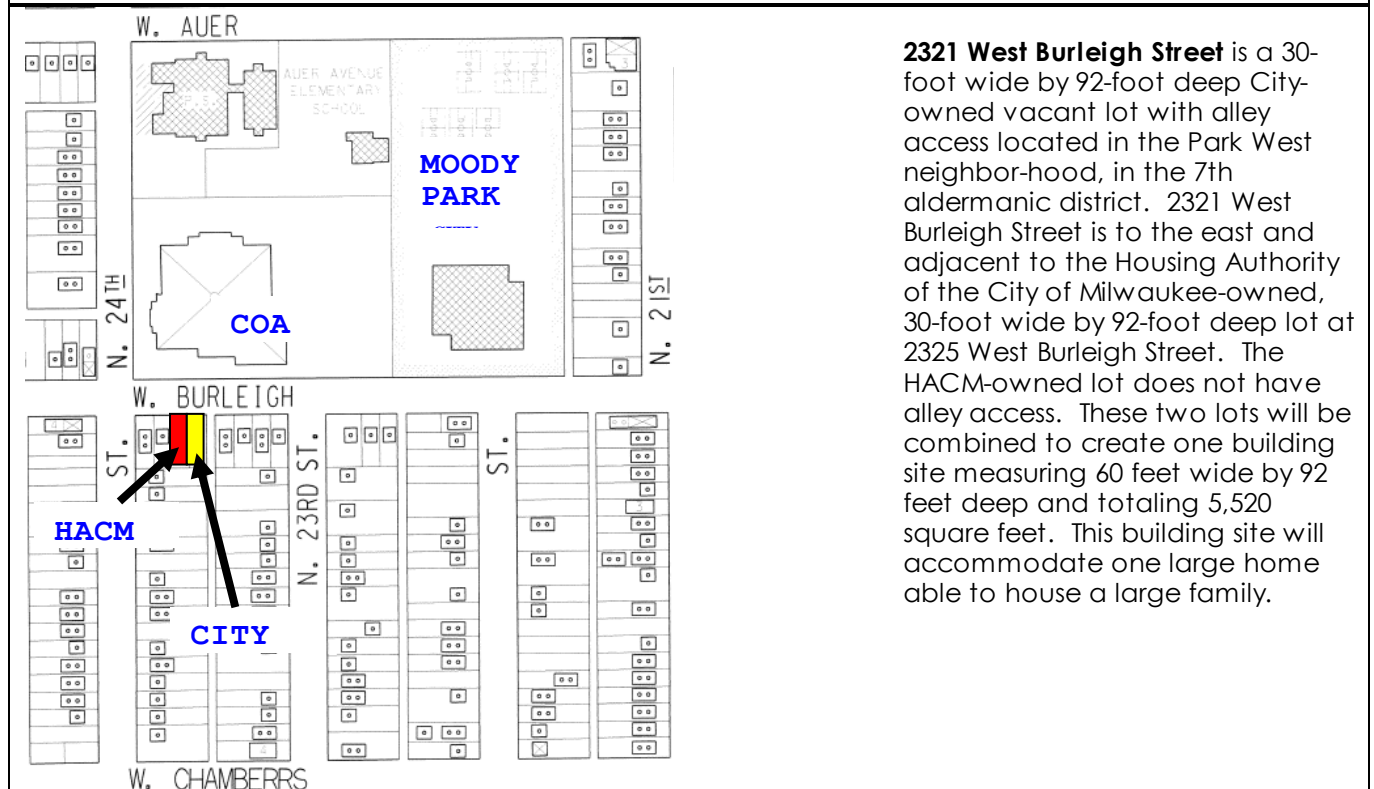 W. AUER
AUER AVENUE
ELEMENTARY
SCHOOL
P.S.
MOODY
PARK
3
N. 24TH
COA
N. 21ST
W. BURLEIGH
4
ST.
N. 23RD ST.
ST.
HACM
CITY
3
4
W. CHAMBERRS
2321 West Burleigh Street is a 30-
foot wide by 92-foot deep City-
owned vacant lot with alley
access located in the Park West
neighbor-hood, in the 7th
aldermanic district. 2321 West
Burleigh Street is to the east and
adjacent to the Housing Authority
of the City of Milwaukee-owned,
30-foot wide by 92-foot deep lot at
2325 West Burleigh Street. The
HACM-owned lot does not have
alley access. These two lots will be
combined to create one building
site measuring 60 feet wide by 92
feet deep and totaling 5,520
square feet. This building site will
accommodate one large home
able to house a large family.